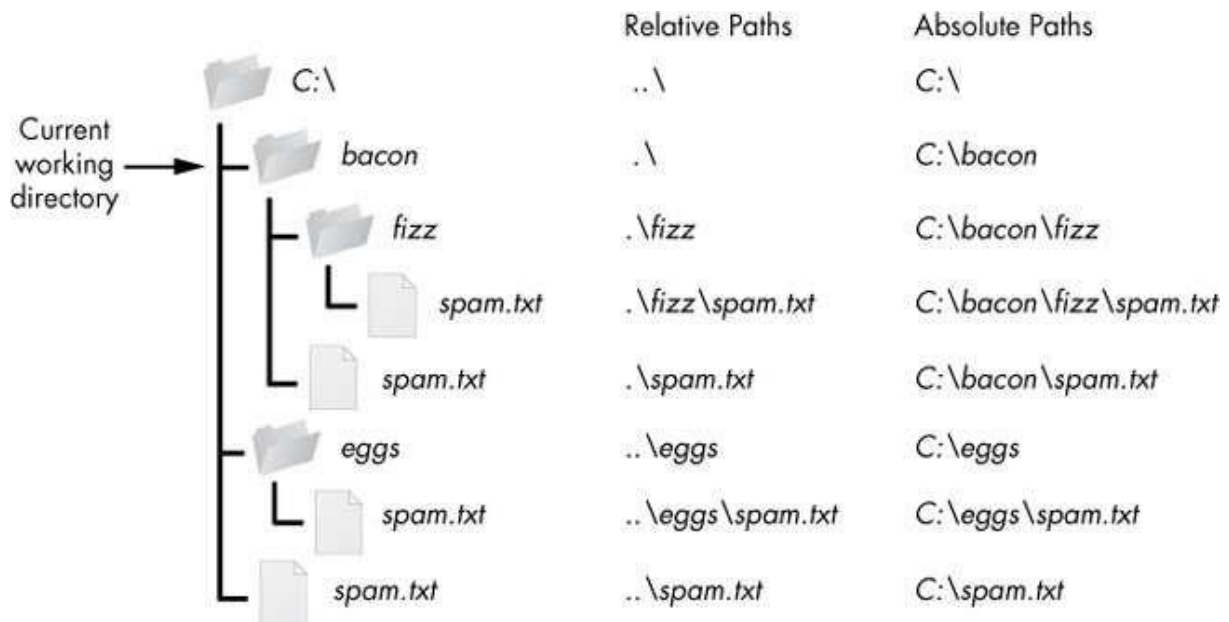 Relative Paths Absolute Paths
C:\ ..\ C:\
Current
working
directory
bacon .\ C:\bacon
fizz .\fizz C:\bacon\fizz
spam.txt .\fizz\spam.txt C:\bacon\fizz\spam.txt
spam.txt .\spam.txt C:\bacon\spam.txt
eggs ..\eggs C:\eggs
spam.txt ..\eggs\spam.txt C:\eggs\spam.txt
spam.txt ..\spam.txt C:\spam.txt